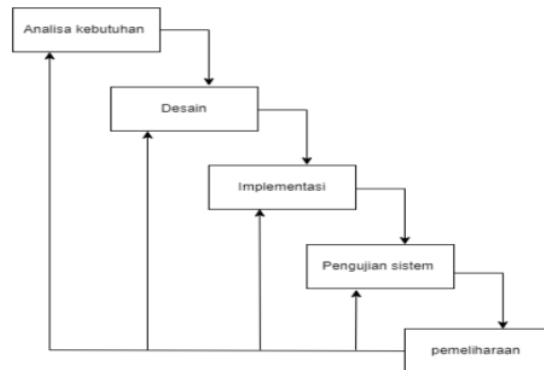 Analisa kebutuhan
Desain
Implementasi
Pengujian sistem
pemeliharaan